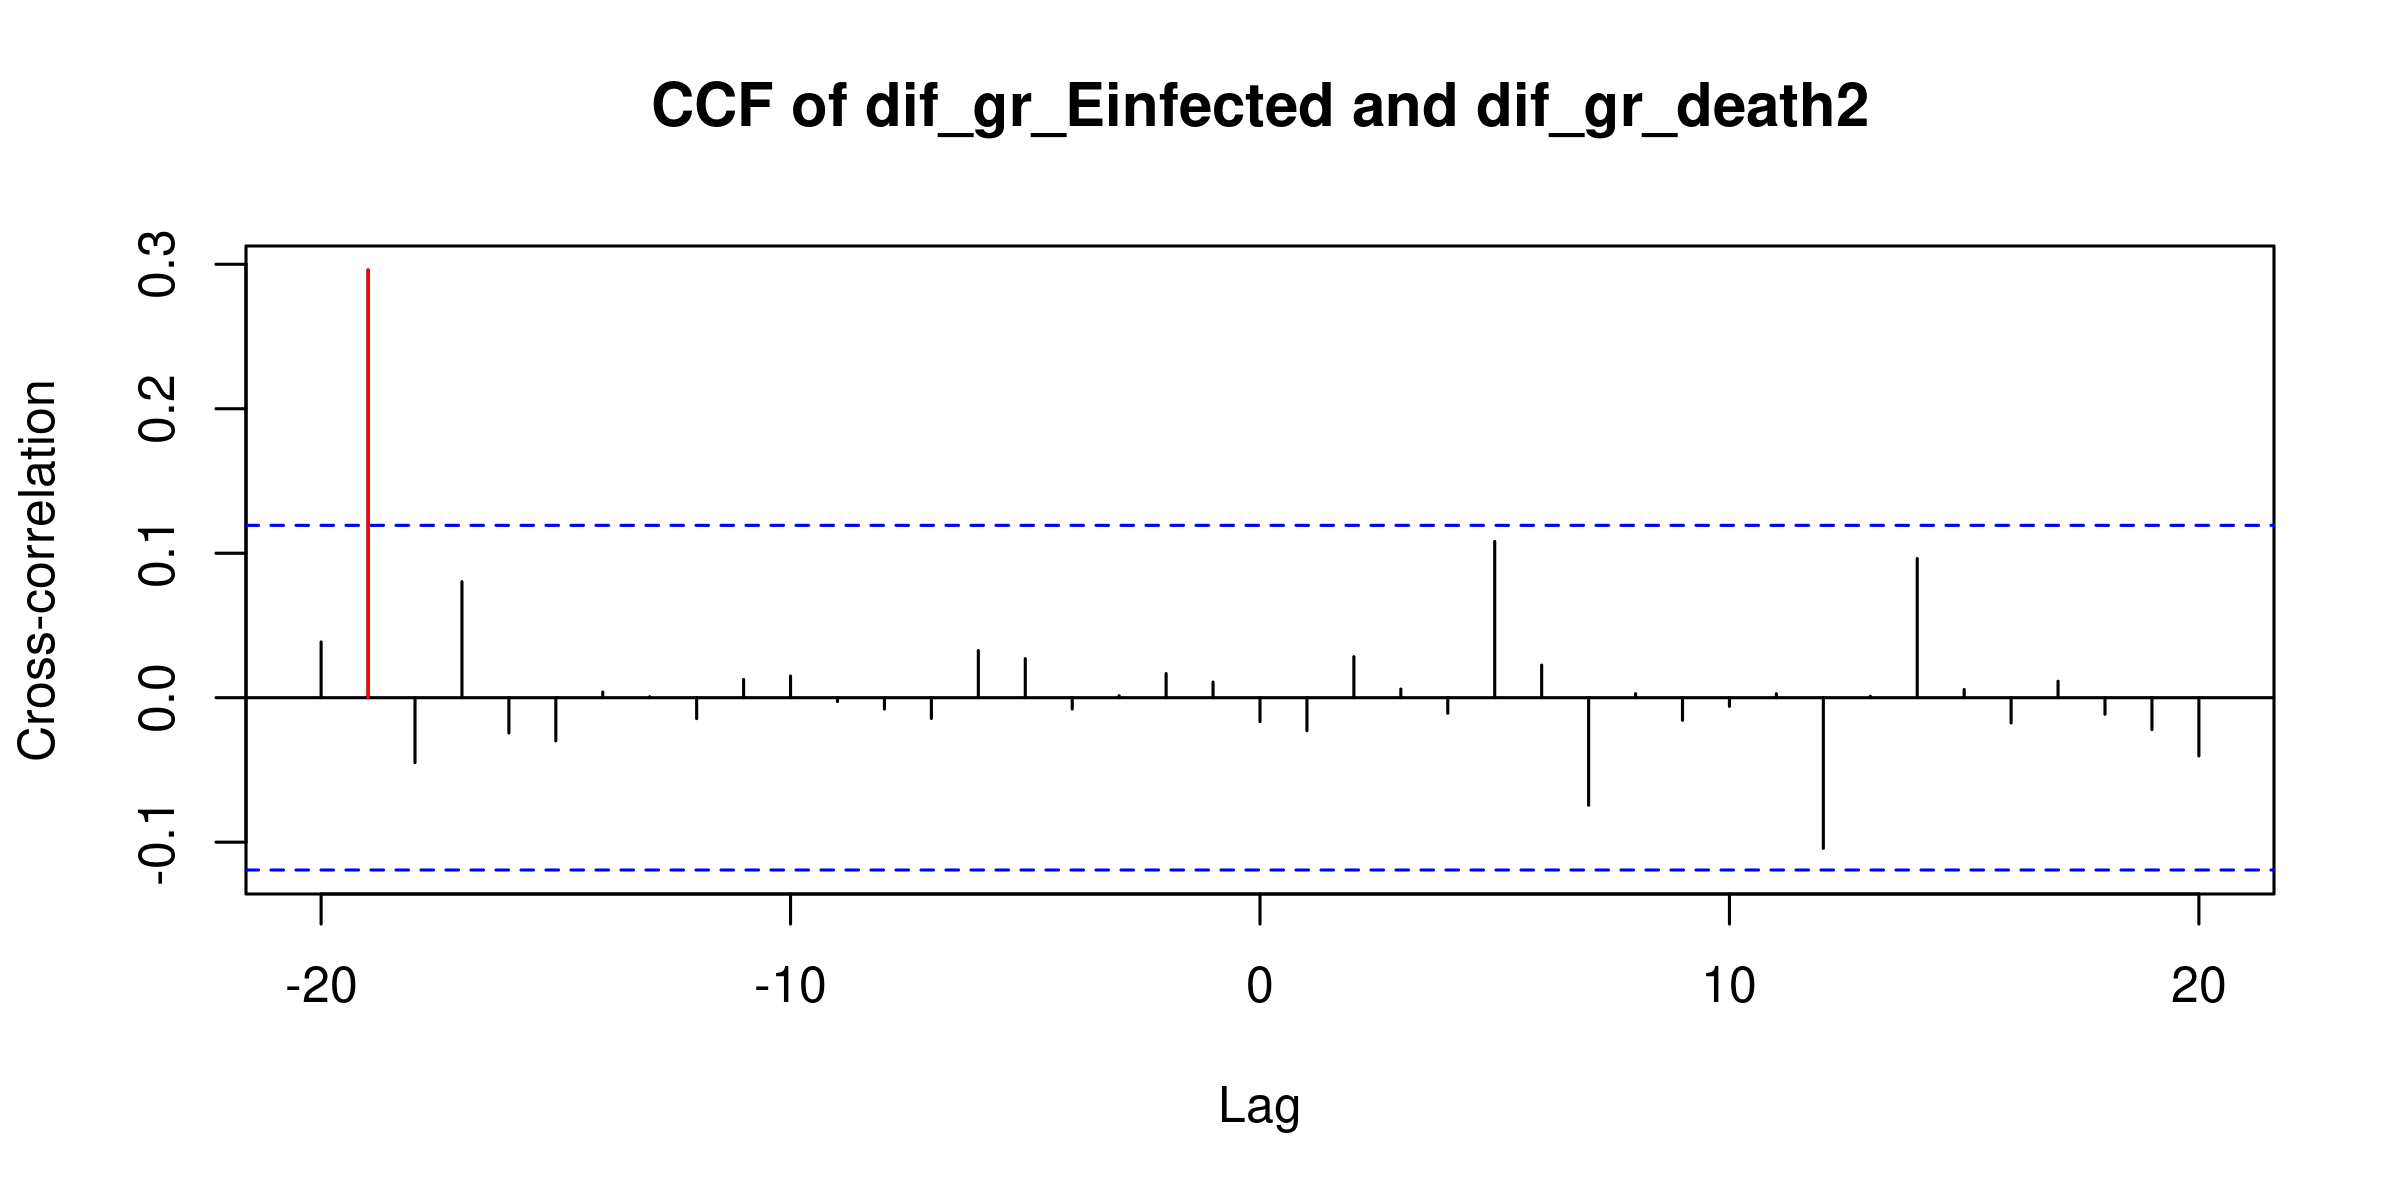 CCF of dif_gr_Einfected and dif_gr_death2
Cross-correlation
0.3
0.2
0.1
0.0
-0.1
-20 -10 0 10 20
Lag